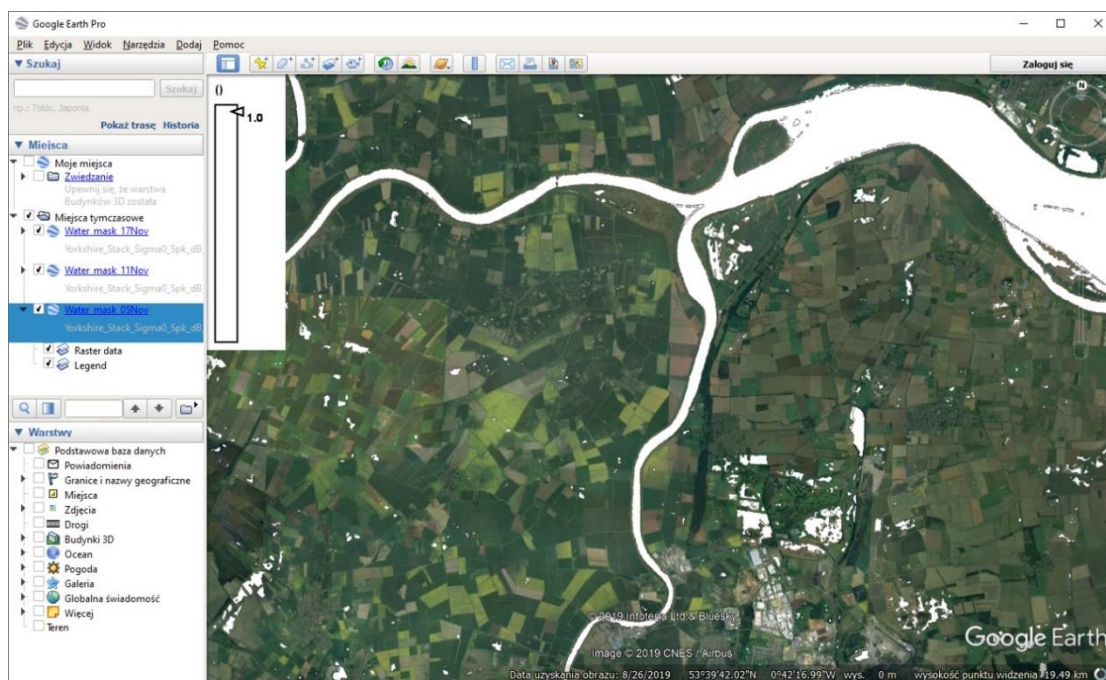 Google Earth Pro
Plik Edycja Widok Narzędzia Dodaj Pomoc
Szukaj
Szukaj
np.: Tokio, Japonia
Pokaż trasę Historia
Miejsca
Moje miejsca
Zwiedzanie
Upewnij się, że warstwa
Budynków 3D została
Miejsca tymczasowe
Water mask 17Nov
Yorkshire_Stack_Sigma0_Spk_dB
Water mask 11Nov
Yorkshire_Stack_Sigma0_Spk_dB
Water mask 05Nov
Yorkshire_Stack_Sigma0_Spk_dB
Raster data
Legend
Warstwy
Podstawowa baza danych
Powiadomienia
Granice i nazwy geograficzne
Miejsca
Zdjęcia
Drogi
Budynki 3D
Ocean
Pogoda
Galeria
Globalna świadomość
Więcej
Teren
Zaloguj się
()
1.0
N
© 2019 Infoterra Ltd & Bluesky
Image © 2019 CNES / Airbus
Google Earth
Data uzyskania obrazu: 8/26/2019 53°39'42.02"N 0°42'16.99"W wys. 0 m wysokość punktu widzenia 19.49 km